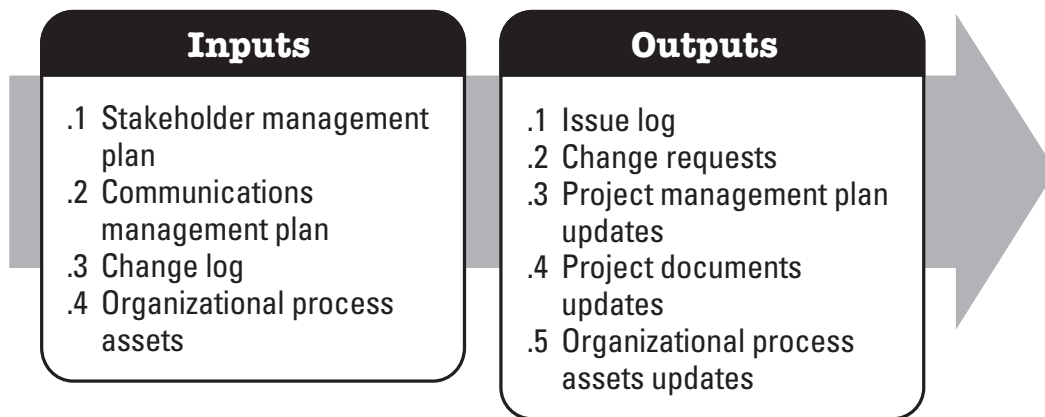 Inputs
.1 Stakeholder management
plan
.2 Communications
management plan
.3 Change log
.4 Organizational process
assets
Outputs
.1 Issue log
.2 Change requests
.3 Project management plan
updates
.4 Project documents
updates
.5 Organizational process
assets updates